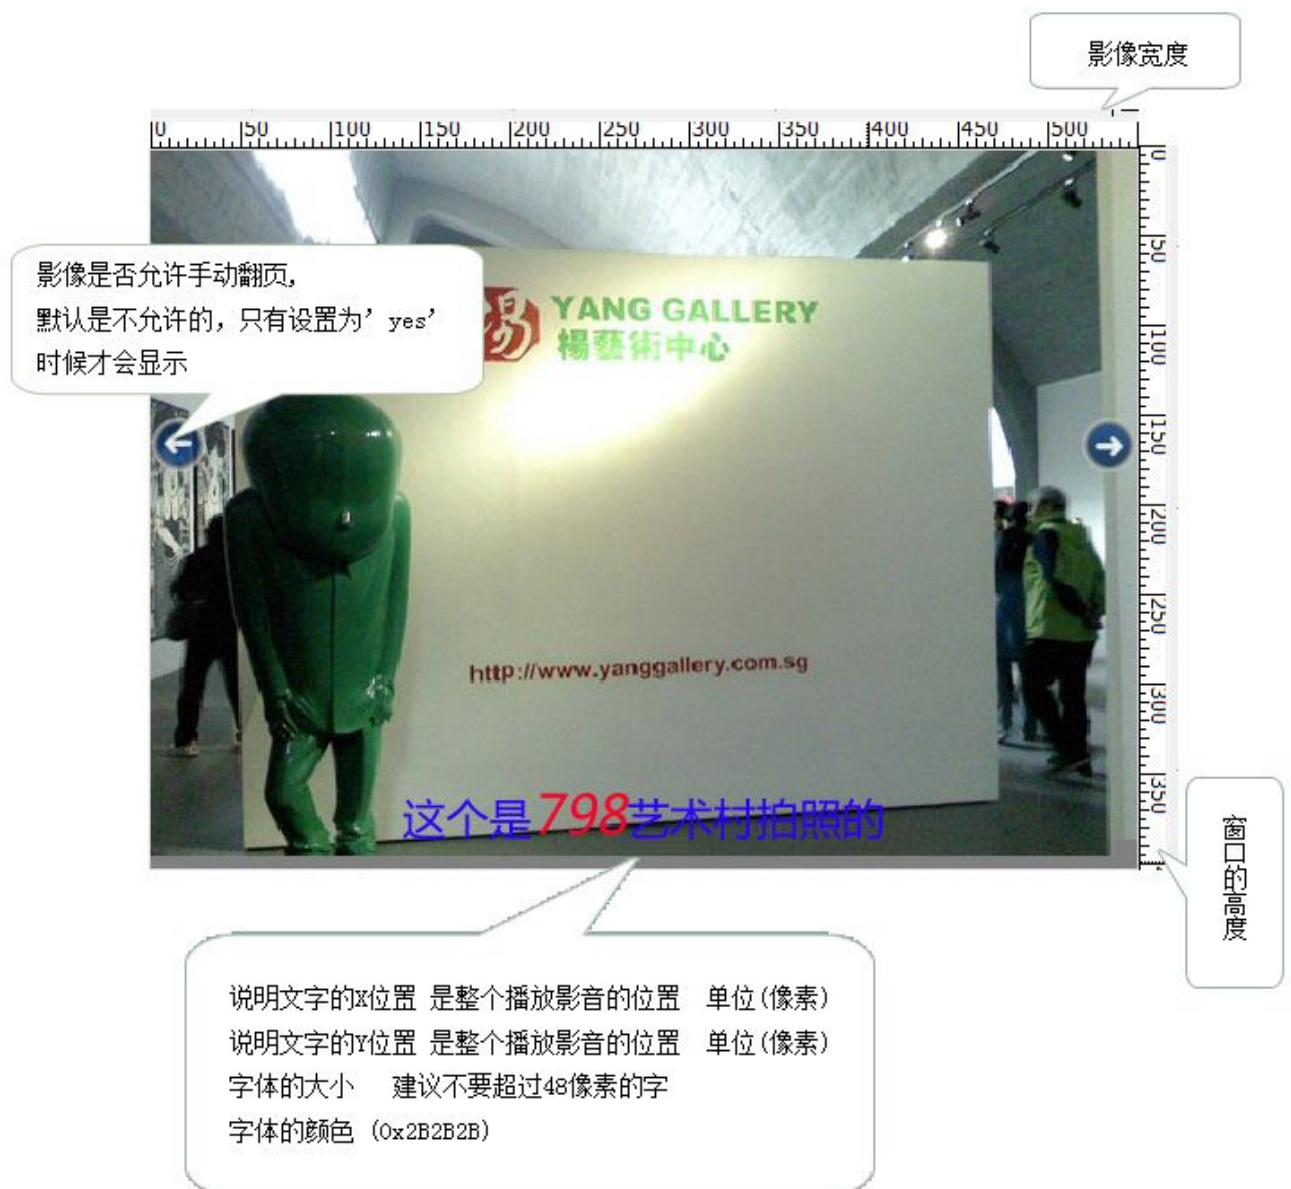 影像宽度
0 50 100 150 200 250 300 350 400 450 500
0 50 100 150 200 250 300 350
影像是否允许手动翻页,
默认是不允许的，只有设置为’yes’
时候才会显示
易 YANG GALLERY
楊藝術中心
http://www.yanggallery.com.sg
这个是798艺术村拍照的
窗口的高度
说明文字的X位置 是整个播放影音的位置 单位(像素)
说明文字的Y位置 是整个播放影音的位置 单位(像素)
字体的大小 建议不要超过48像素的字
字体的颜色 (0x2B2B2B)